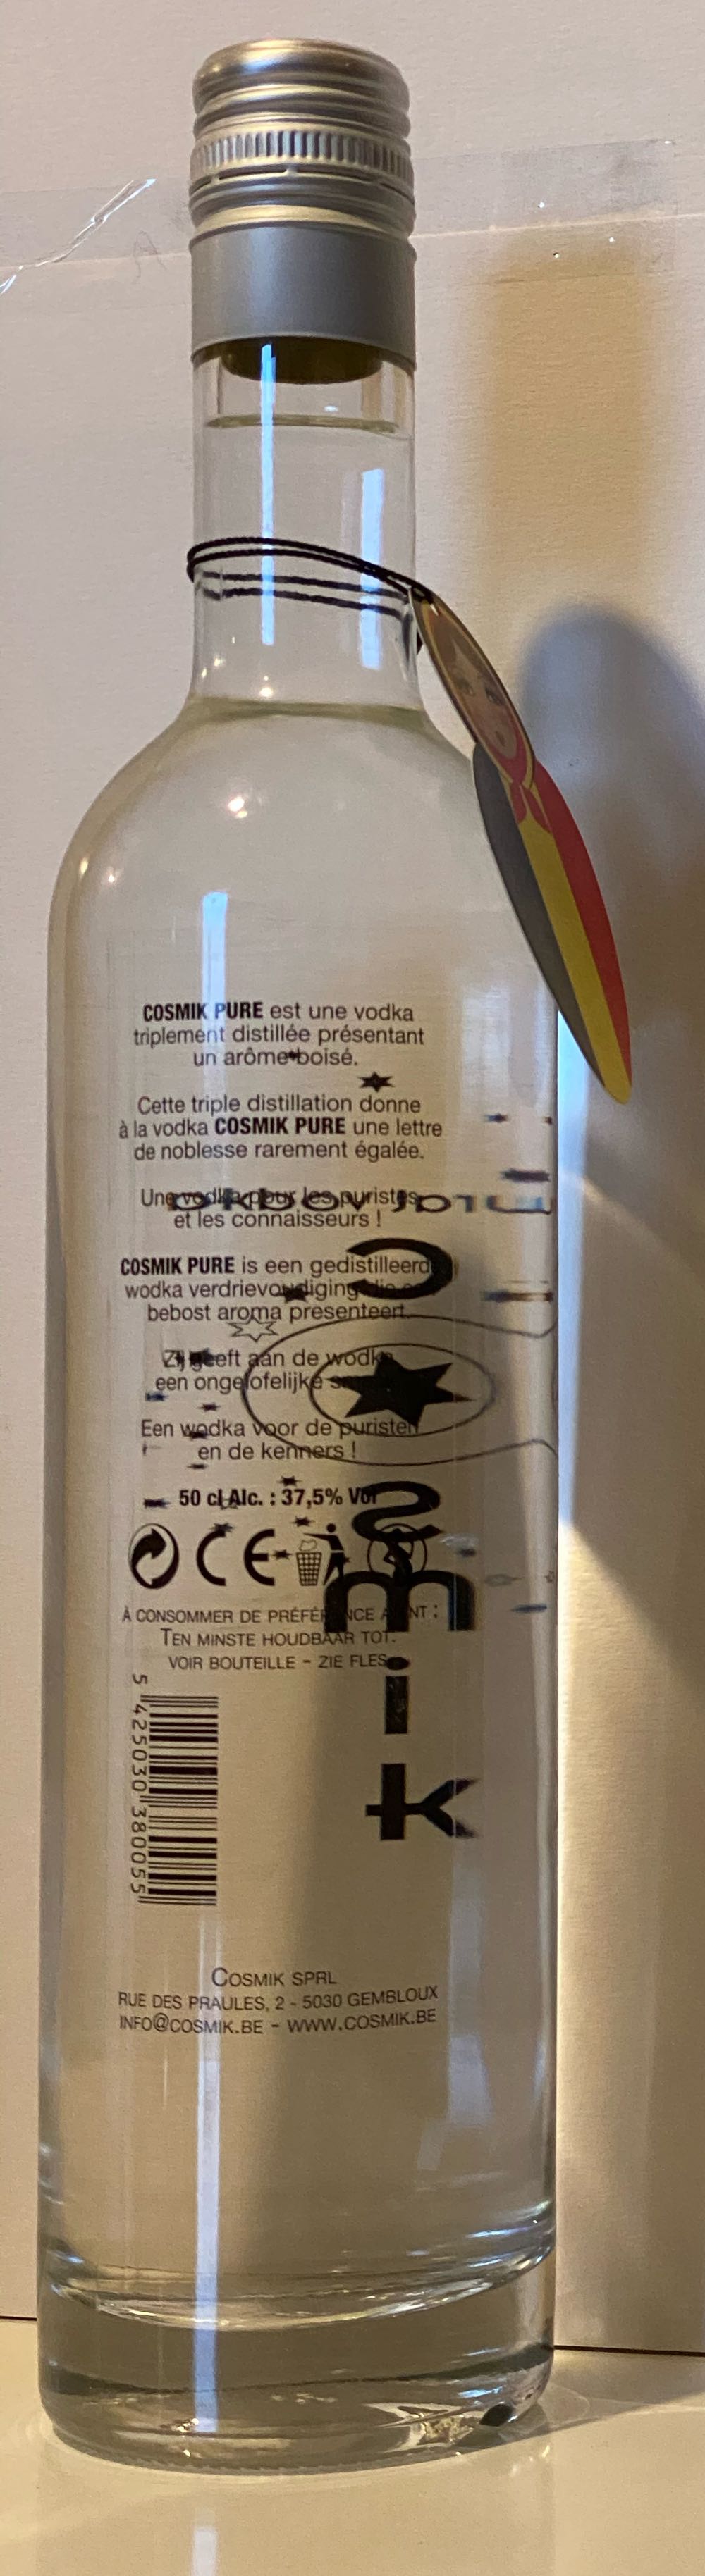 COSMIK PURE est une vodka
triplement distillée présentant
un arôme boisé.
Cette triple distillation donne
à la vodka COSMIK PURE une lettre
de noblesse rarement égalée.
Une vodka pour les puristes
et les connaisseurs !
COSMIK PURE is een gedistilleerde
wodka verdrievoudiging die
bebost aroma presenteert.
Zij geeft aan de wodka
een ongelofelijke
Een wodka voor de puristen
en de kenners !
50 cl Alc. : 37,5% Vol
CE
À CONSOMMER DE PRÉFÉRENCE AVANT :
TEN MINSTE HOUDBAAR TOT.
VOIR BOUTEILLE - ZIE FLES
5 425030 380055
COSMIK SPRL
RUE DES PRAULES, 2 - 5030 GEMBLOUX
INFO@COSMIK.BE - WWW.COSMIK.BE
cosmik